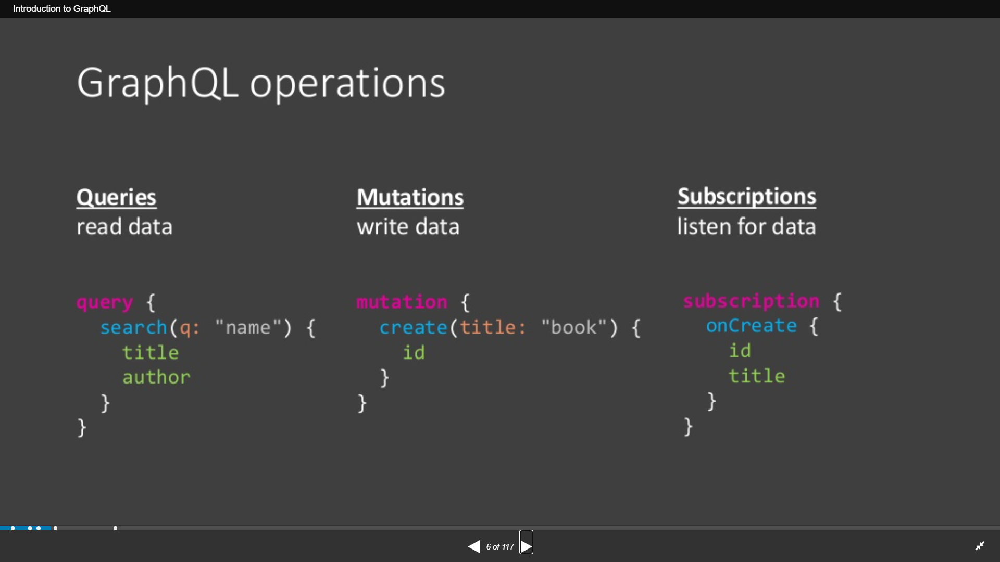 Introduction to GraphQL
GraphQL operations
Queries
read data
query {
  search(q: "name") {
    title
    author
  }
}
Mutations
write data
mutation {
  create(title: "book") {
    id
  }
}
Subscriptions
listen for data
subscription {
  onCreate {
    id
    title
  }
}
6 of 117